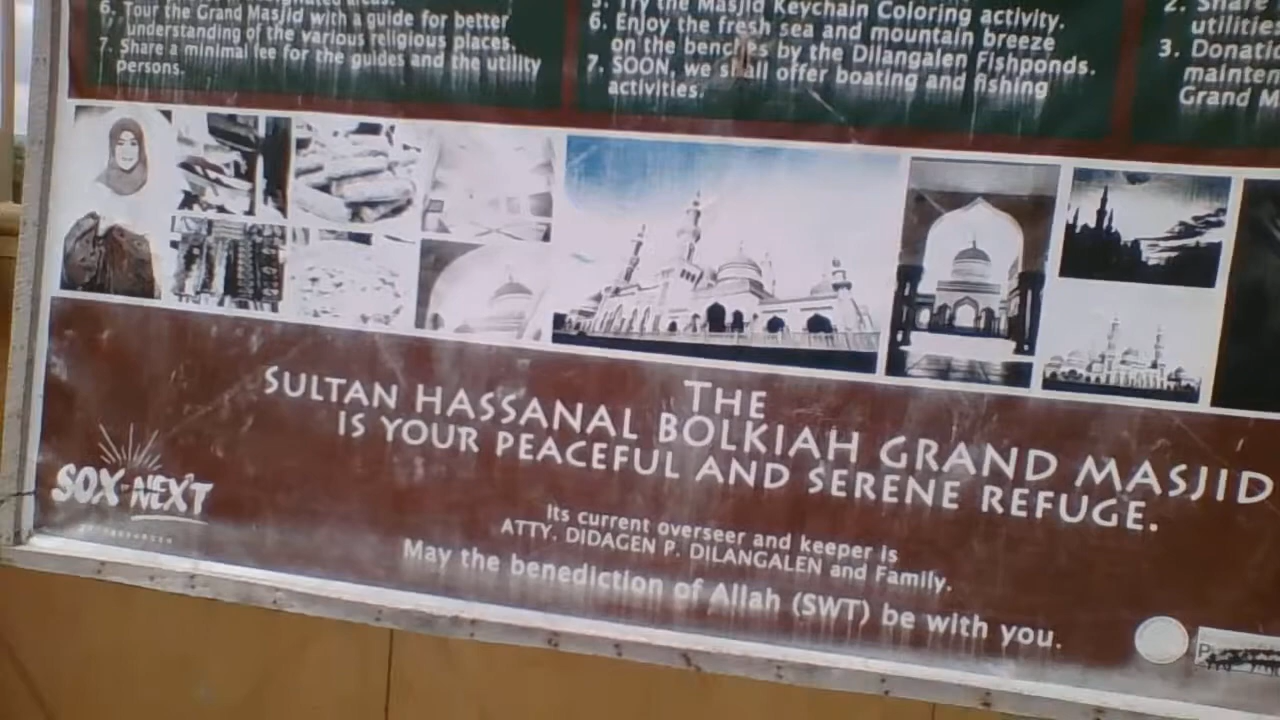 6. Tour the Grand Masjid with a guide for better
understanding of the various religious places.
7. Share a minimal fee for the guides and the utility
persons.
5. Try the Masjid Keychain Coloring activity.
6. Enjoy the fresh sea and mountain breeze
on the benches by the Dilangalen Fishponds.
7. SOON, we shall offer boating and fishing
activities.
2. Share
utilities
3. Donati
mainten
Grand M
THE
SULTAN HASSANAL BOLKIAH GRAND MASJID
IS YOUR PEACEFUL AND SERENE REFUGE.
SOX NEXT
Its current overseer and keeper is
ATTY. DIDAGEN P. DILANGALEN and Family.
May the benediction of Allah (SWT) be with you.